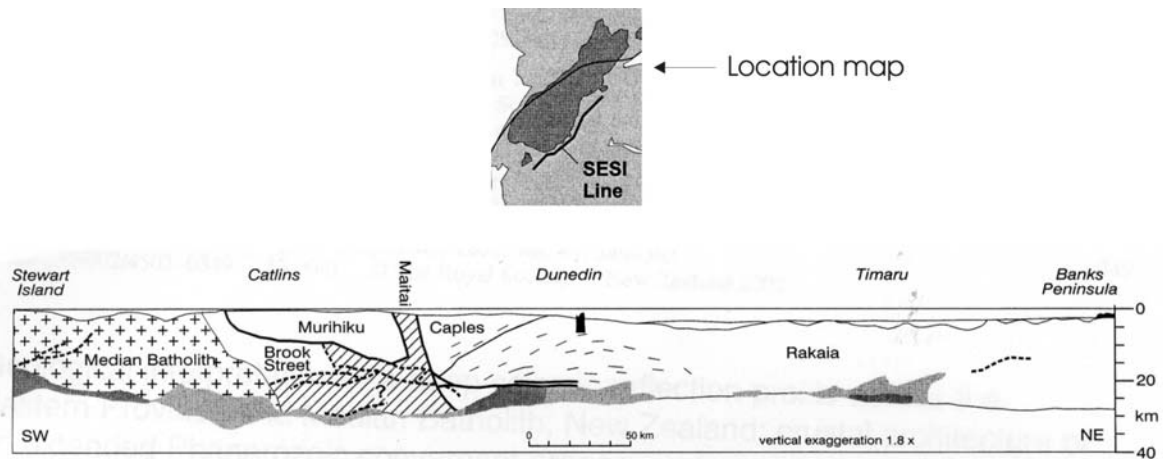 Location map
SESI
Line
Stewart
Island
Catlins
Maitai
Dunedin
Timaru
Banks
Peninsula
0
Murihiku
Caples
Median Batholith
Brook
Street
Rakaia
?
20
km
SW
0
50 km
vertical exaggeration 1.8 x
NE
40